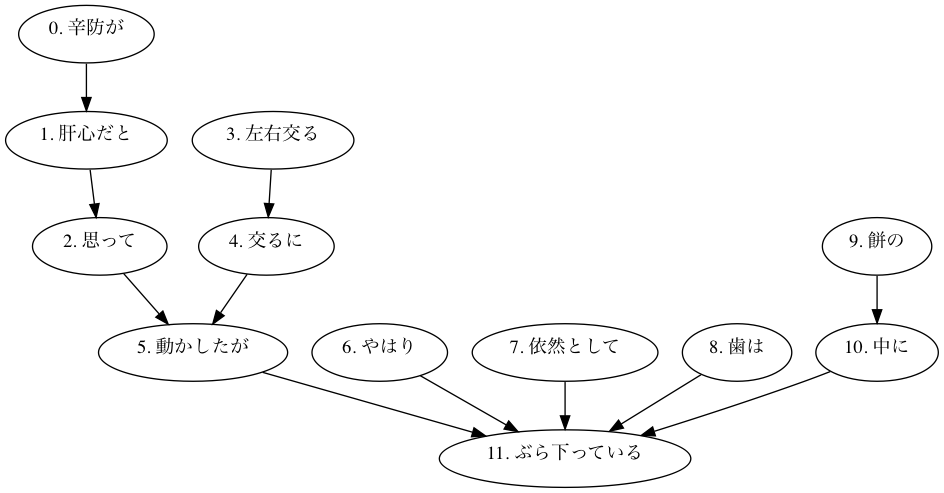 0. 辛防が
1. 肝心だと
3. 左右交る
2. 思って
4. 交るに
9. 餅の
5. 動かしたが
6. やはり
7. 依然として
8. 歯は
10. 中に
11. ぶら下っている